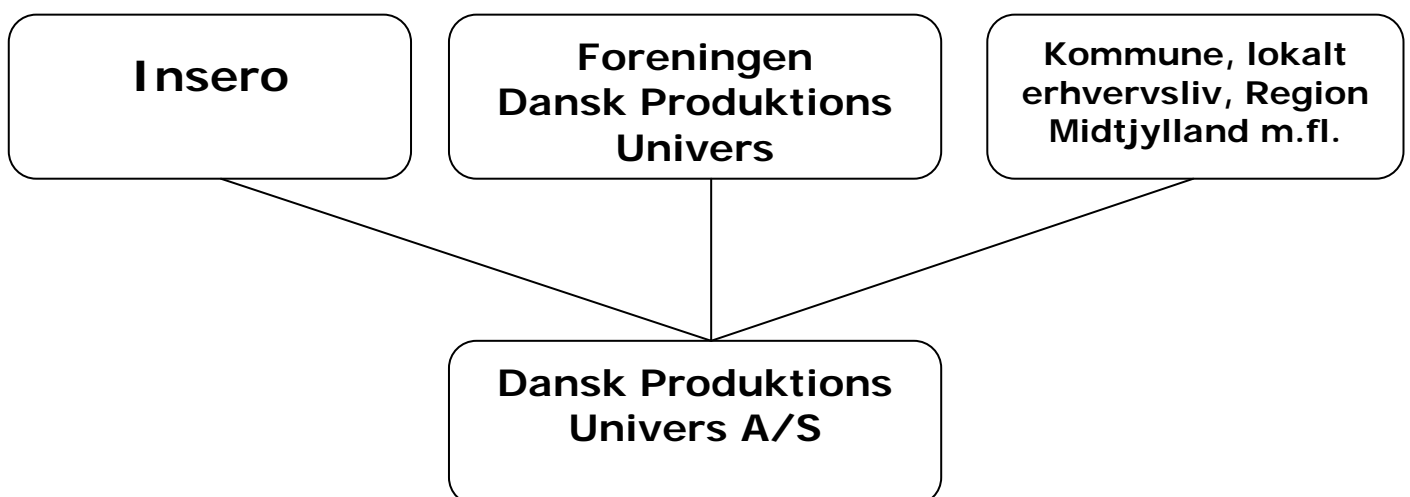 Insero
Foreningen
Dansk Produktions
Univers
Kommune, lokalt
erhvervsliv, Region
Midtjylland m.fl.
Dansk Produktions
Univers A/S